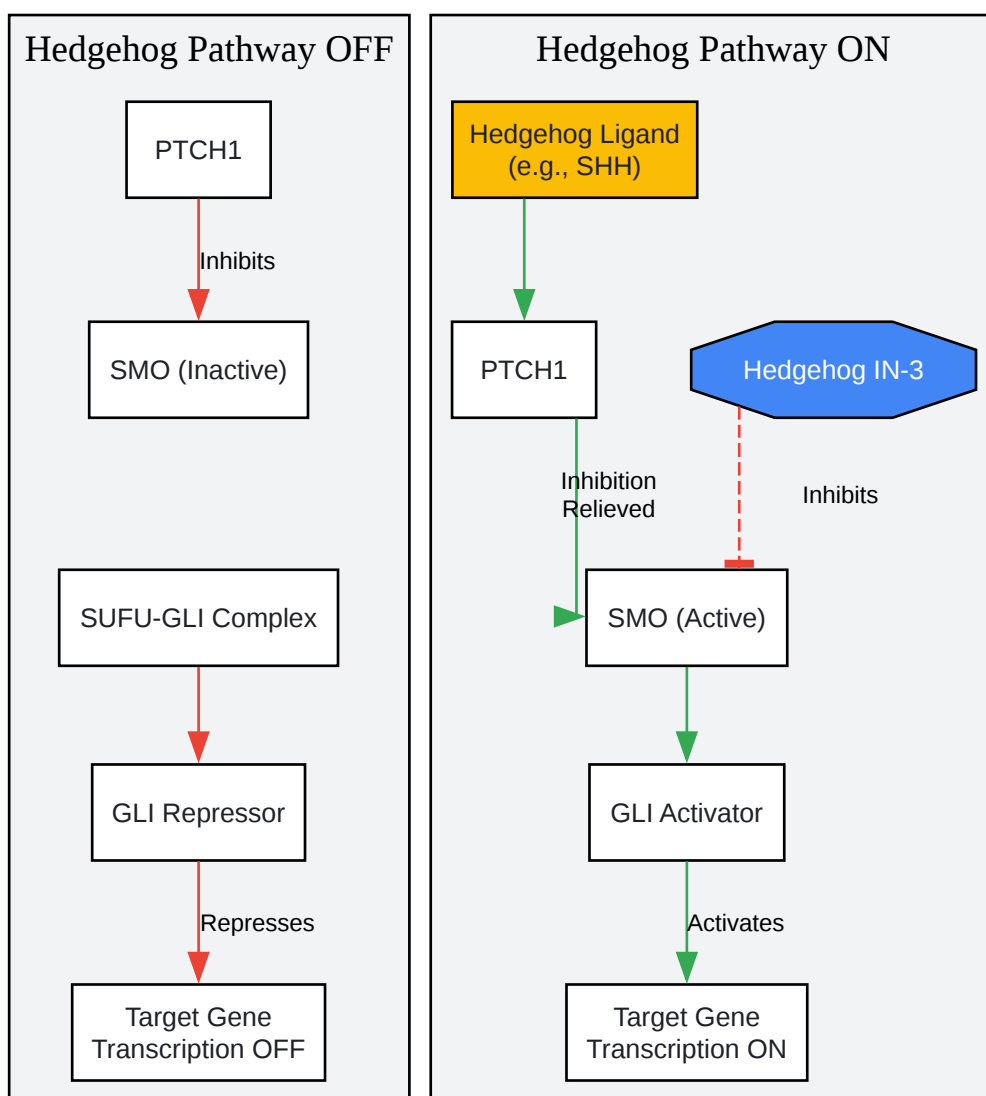 Hedgehog Pathway OFF
PTCH1
Inhibits
SMO (Inactive)
SUFU-GLI Complex
GLI Repressor
Represses
Target Gene
Transcription OFF
Hedgehog Pathway ON
Hedgehog Ligand
(e.g., SHH)
PTCH1
Hedgehog IN-3
Inhibition
Relieved
Inhibits
SMO (Active)
GLI Activator
Activates
Target Gene
Transcription ON